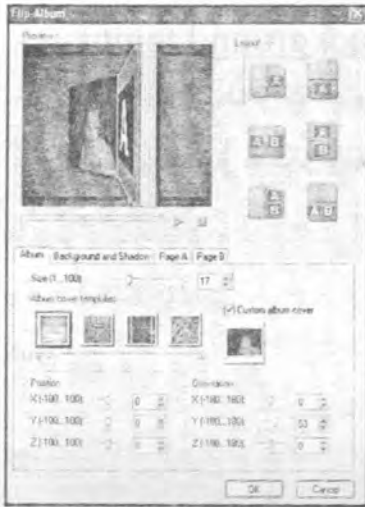 Flip Album
Preview
Layout
A
A
A B
A B
A B
A B
A B
Album Background and Shadow Page A Page B
Size (1...100): 17
Album cover templates
Custom album cover
Position Orientation
X (-100...100): 0 X (-180...180): 0
Y (-100...100): 0 Y (-180...180): 53
Z (-100...100): 0 Z (-180...180): 0
OK Cancel